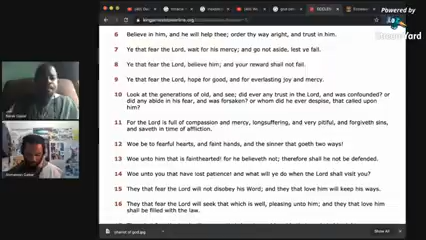 Powered by
StreamYard
kingjamesbibleonline.org
6 Believe in him, and he will help thee; order thy way aright, and trust in him.
7 Ye that fear the Lord, wait for his mercy; and go not aside, lest ye fall.
8 Ye that fear the Lord, believe him; and your reward shall not fail.
9 Ye that fear the Lord, hope for good, and for everlasting joy and mercy.
10 Look at the generations of old, and see; did ever any trust in the Lord, and was confounded? or
did any abide in his fear, and was forsaken? or whom did he ever despise, that called upon
him?
11 For the Lord is full of compassion and mercy, longsuffering, and very pitiful, and forgiveth sins,
and saveth in time of affliction.
12 Woe be to fearful hearts, and faint hands, and the sinner that goeth two ways!
13 Woe unto him that is fainthearted! for he believeth not; therefore shall he not be defended.
14 Woe unto you that have lost patience! and what will ye do when the Lord shall visit you?
15 They that fear the Lord will not disobey his Word; and they that love him will keep his ways.
16 They that fear the Lord will seek that which is well, pleasing unto him; and they that love him
shall be filled with the law.
chariot of god.jpg
Show All